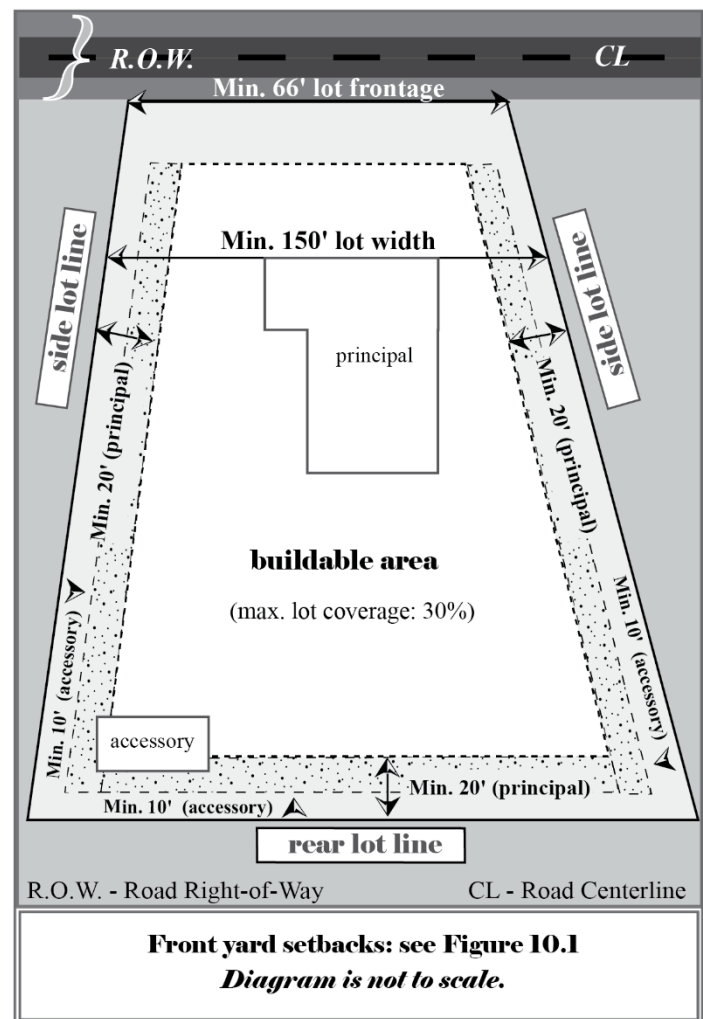 R.O.W.
CL
Min. 66' lot frontage
Min. 150' lot width
side lot line
side lot line
principal
Min. 20' (principal)
Min. 20' (principal)
buildable area
(max. lot coverage: 30%)
Min. 10' (accessory)
Min. 10' (accessory)
accessory
Min. 20' (principal)
Min. 10' (accessory)
rear lot line
R.O.W. - Road Right-of-Way
CL - Road Centerline
Front yard setbacks: see Figure 10.1
Diagram is not to scale.